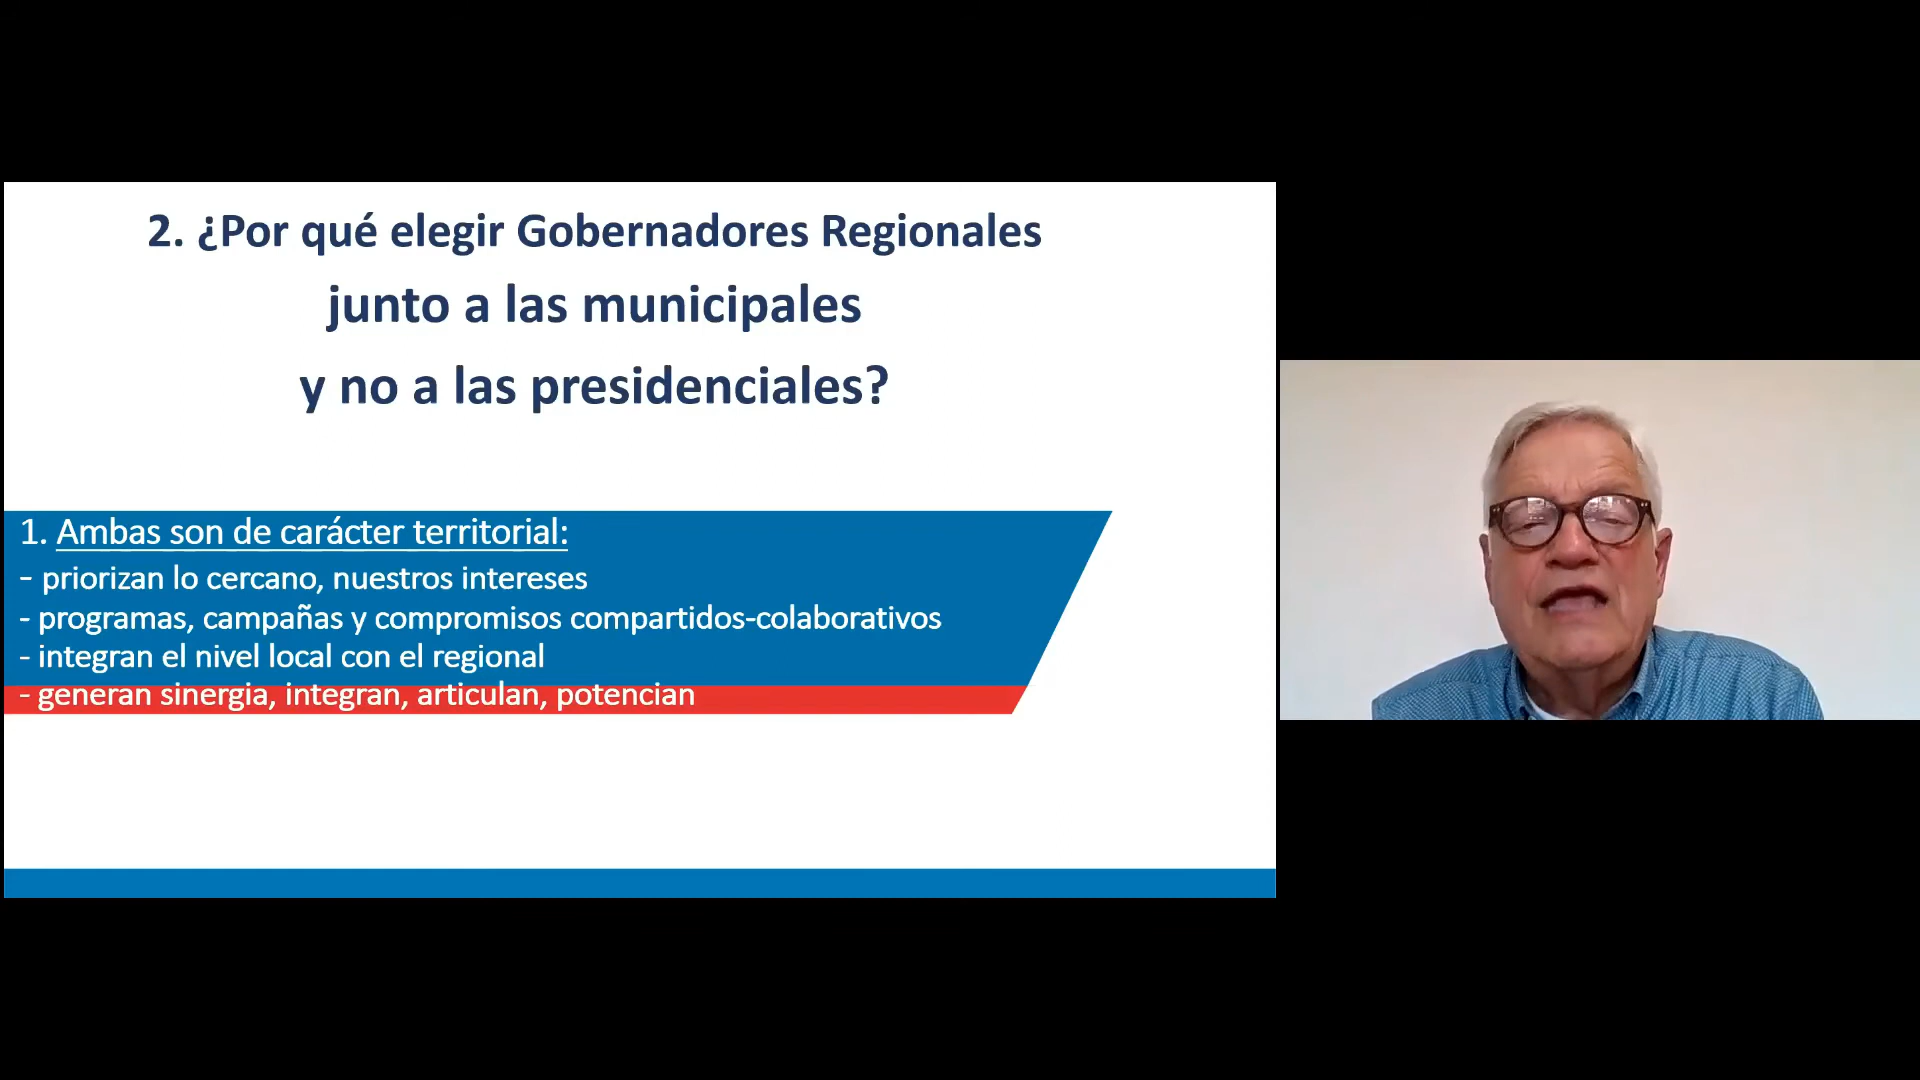 2. ¿Por qué elegir Gobernadores Regionales
junto a las municipales
y no a las presidenciales?
1. Ambas son de carácter territorial:
- priorizan lo cercano, nuestros intereses
- programas, campañas y compromisos compartidos-colaborativos
- integran el nivel local con el regional
- generan sinergia, integran, articulan, potencian